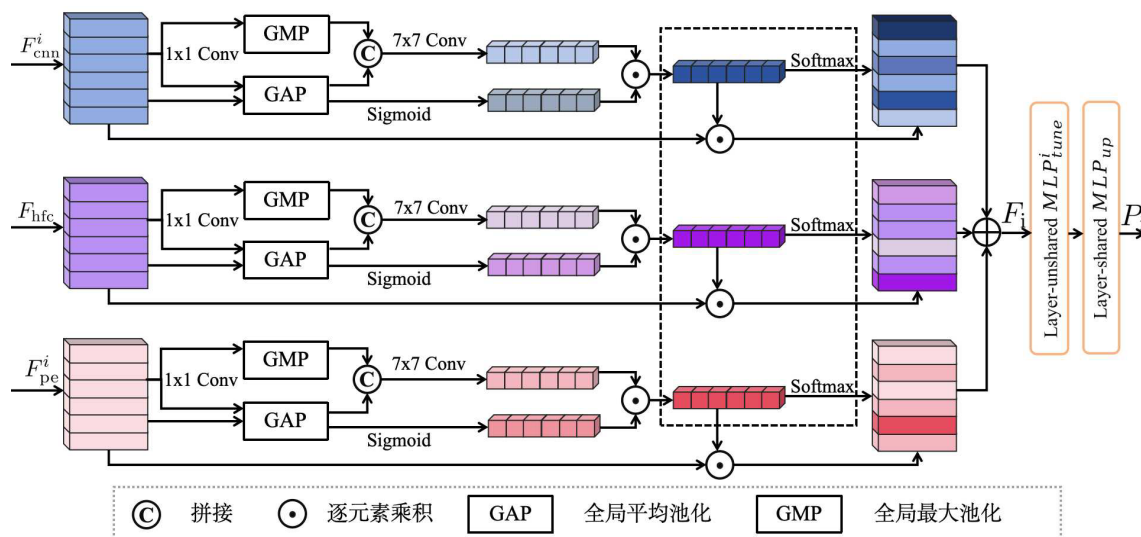 F^i_cnn
1x1 Conv
GMP
GAP
C
7x7 Conv
Sigmoid
Softmax
F_hfc
1x1 Conv
GMP
GAP
C
7x7 Conv
Sigmoid
Softmax
F^i_pe
1x1 Conv
GMP
GAP
C
7x7 Conv
Sigmoid
Softmax
F_i
Layer-unshared MLP^i_tune
Layer-shared MLP_up
P
C 拼接 逐元素乘积 GAP 全局平均池化 GMP 全局最大池化